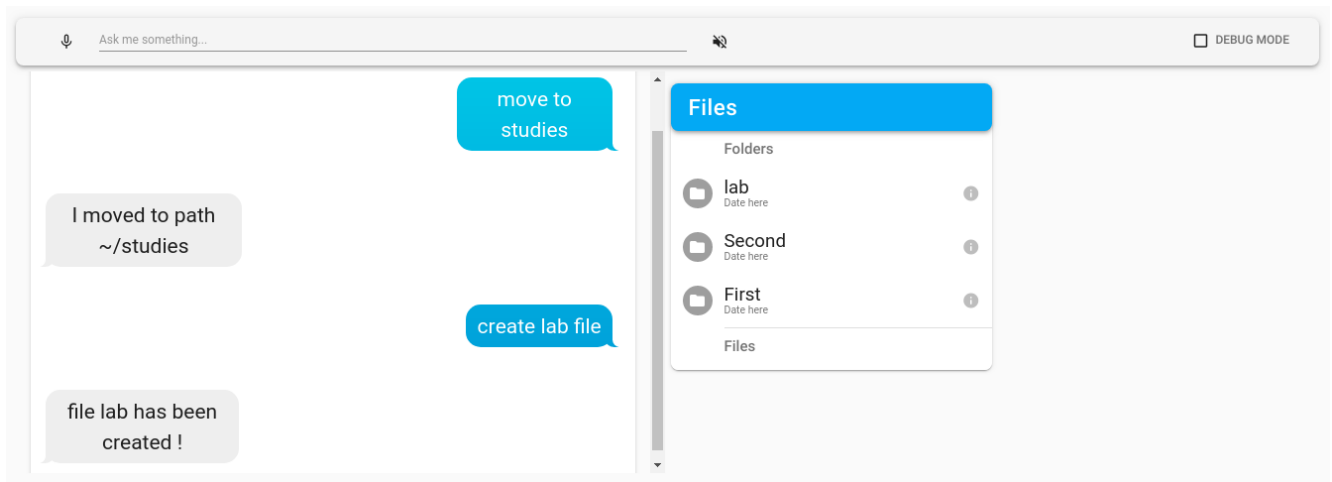 Ask me something...
DEBUG MODE
move to
studies
I moved to path
~/studies
create lab file
file lab has been
created !
Files
Folders
lab
Date here
Second
Date here
First
Date here
Files